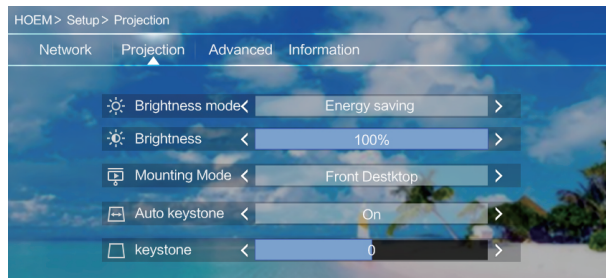 HOEM> Setup> Projection
Network Projection Advanced Information
Brightness mode Energy saving
Brightness 100%
Mounting Mode Front Destktop
Auto keystone On
keystone 0